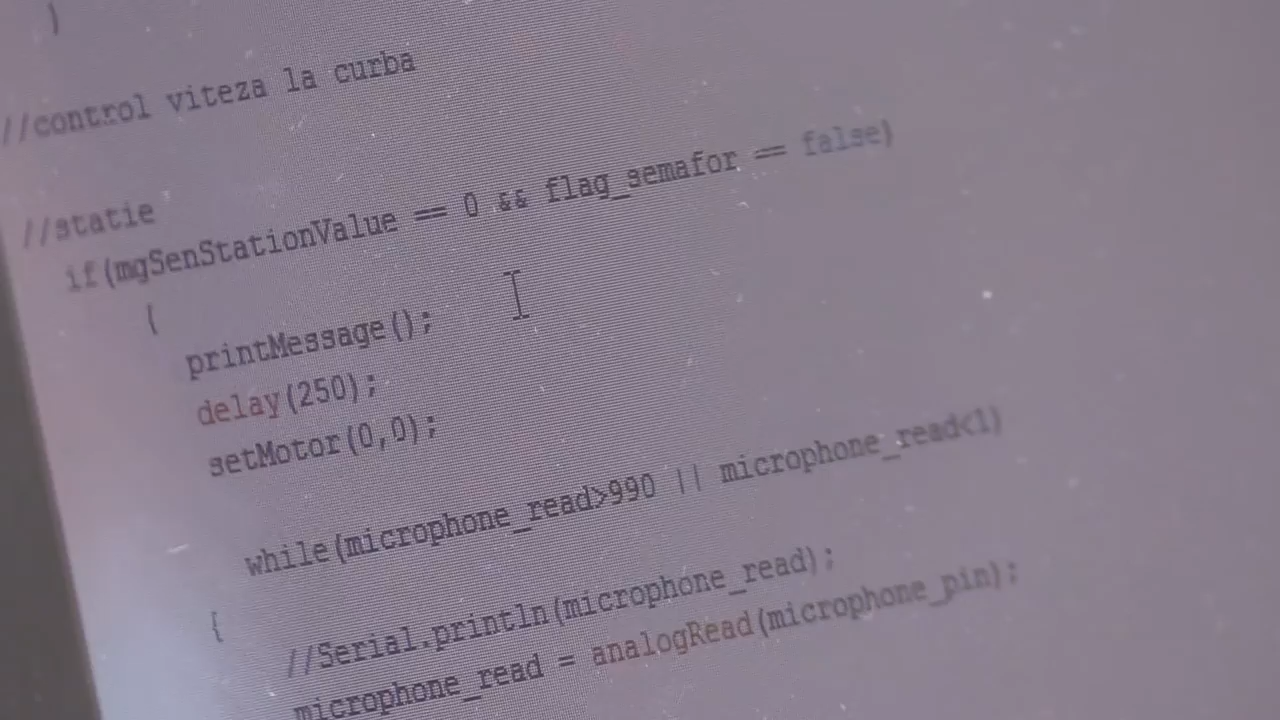 }
//control viteza la curba
//statie
if(mgSenStationValue == 0 && flag_semafor == false)
{
printMessage();
delay(250);
setMotor(0,0);
while(microphone_read>990 || microphone_read<1)
{
//Serial.println(microphone_read);
microphone_read = analogRead(microphone_pin);